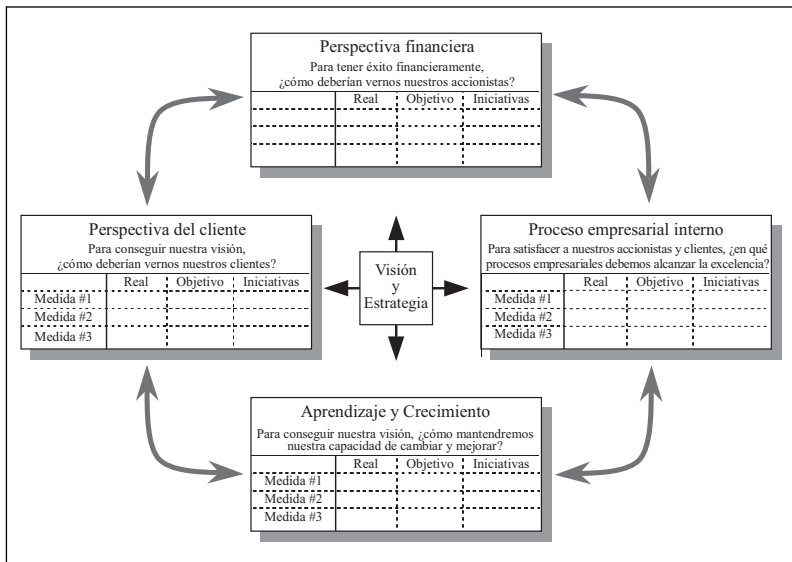 Perspectiva financiera
Para tener éxito financieramente,
¿cómo deberían vernos nuestros accionistas?
Real Objetivo Iniciativas
Perspectiva del cliente
Para conseguir nuestra visión,
¿cómo deberían vernos nuestros clientes?
Real Objetivo Iniciativas
Medida #1
Medida #2
Medida #3
Visión
y
Estrategia
Proceso empresarial interno
Para satisfacer a nuestros accionistas y clientes, ¿en qué
procesos empresariales debemos alcanzar la excelencia?
Real Objetivo Iniciativas
Medida #1
Medida #2
Medida #3
Aprendizaje y Crecimiento
Para conseguir nuestra visión, ¿cómo mantendremos
nuestra capacidad de cambiar y mejorar?
Real Objetivo Iniciativas
Medida #1
Medida #2
Medida #3